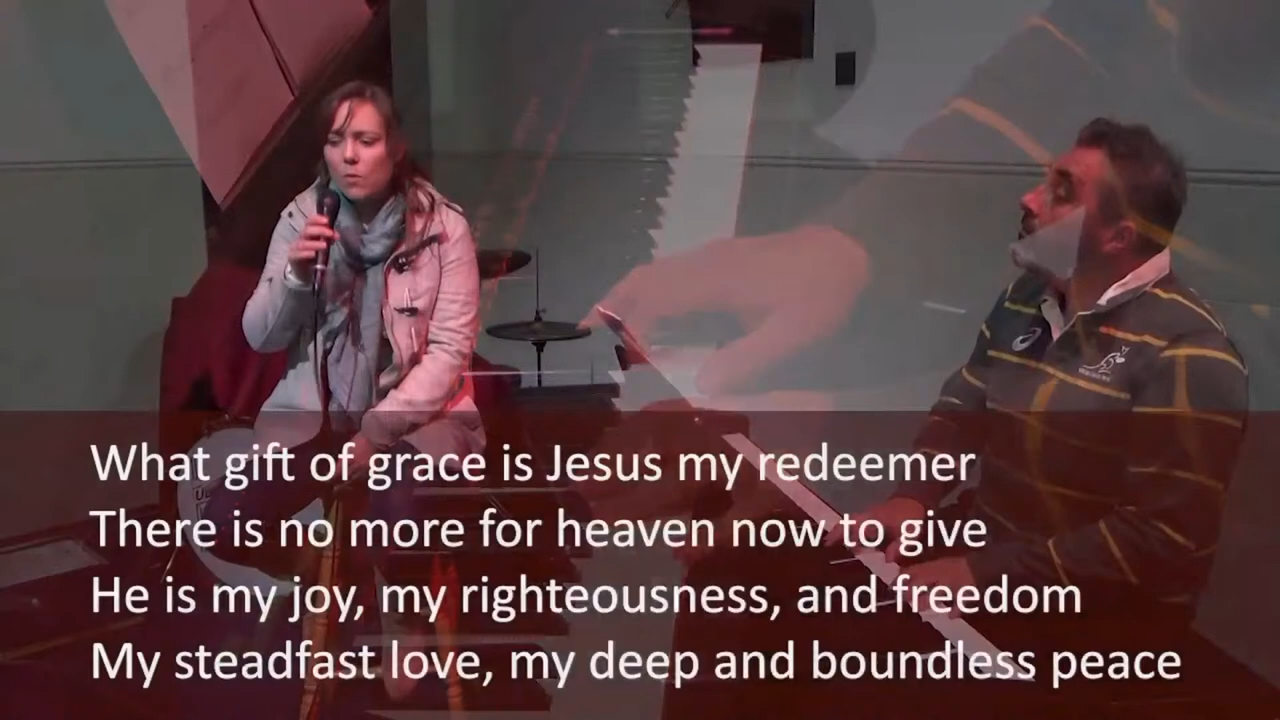 What gift of grace is Jesus my redeemer
There is no more for heaven now to give
He is my joy, my righteousness, and freedom
My steadfast love, my deep and boundless peace